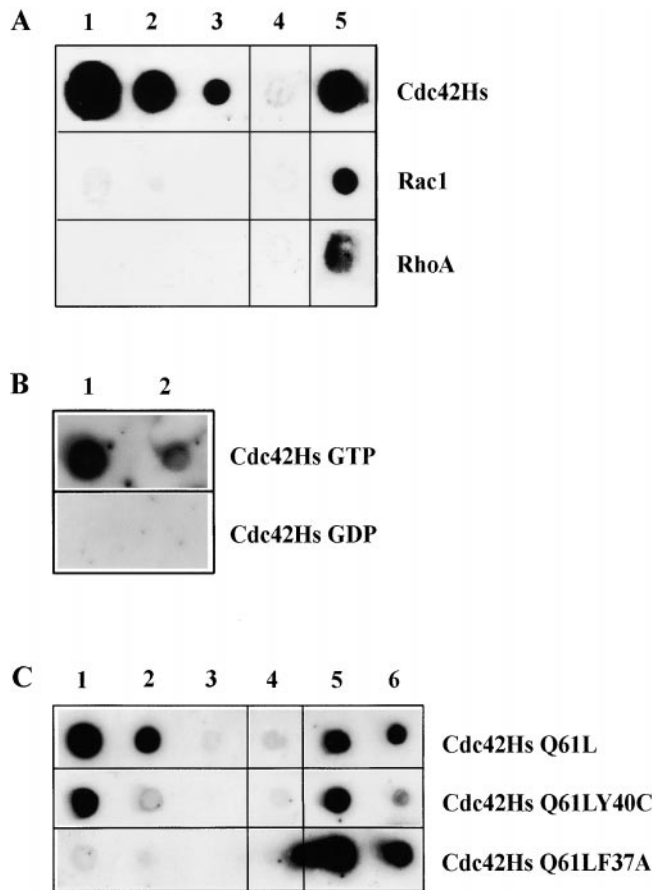 A 1 2 3 4 5
Cdc42Hs
Rac1
RhoA
B 1 2
Cdc42Hs GTP
Cdc42Hs GDP
C 1 2 3 4 5 6
Cdc42Hs Q61L
Cdc42Hs Q61LY40C
Cdc42Hs Q61LF37A